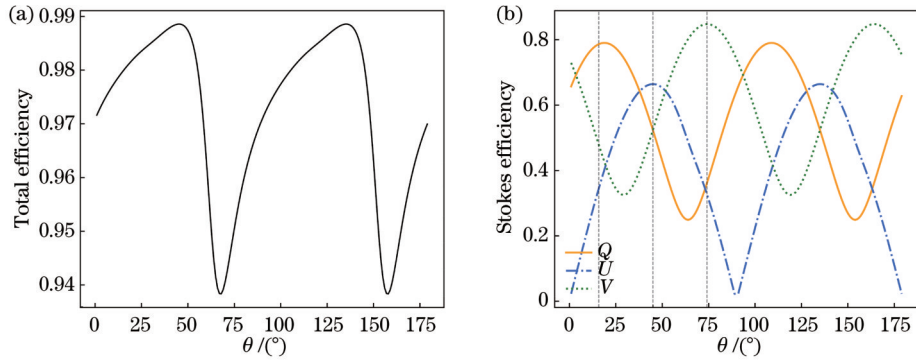 (a)
0.99
0.98
0.97
0.96
0.95
0.94
Total efficiency
0 25 50 75 100 125 150 175
θ /(°)
(b)
0.8
0.6
0.4
0.2
0
Stokes efficiency
Q
U
V
0 25 50 75 100 125 150 175
θ /(°)